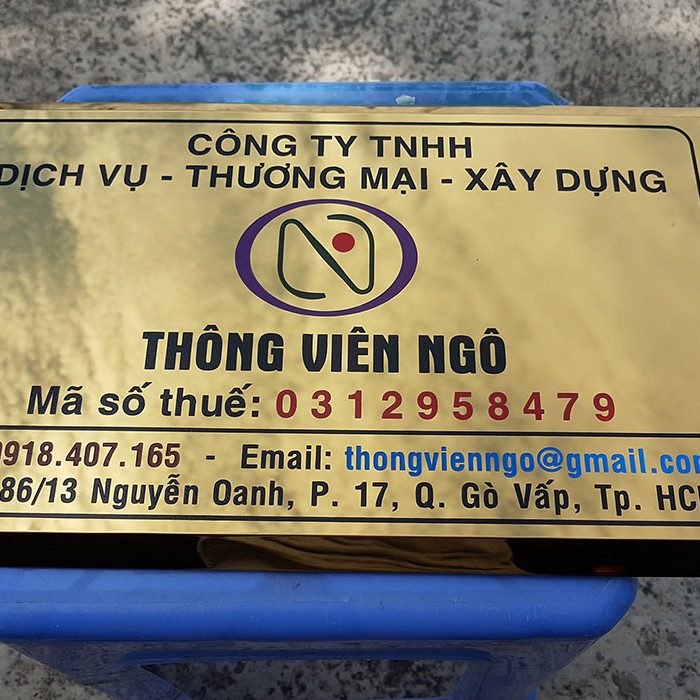 CÔNG TY TNHH
DỊCH VỤ - THƯƠNG MẠI - XÂY DỰNG
THÔNG VIÊN NGÔ
Mã số thuế: 0312958479
0918.407.165 - Email: thongvienngo@gmail.com
86/13 Nguyễn Oanh, P. 17, Q. Gò Vấp, Tp. HCM